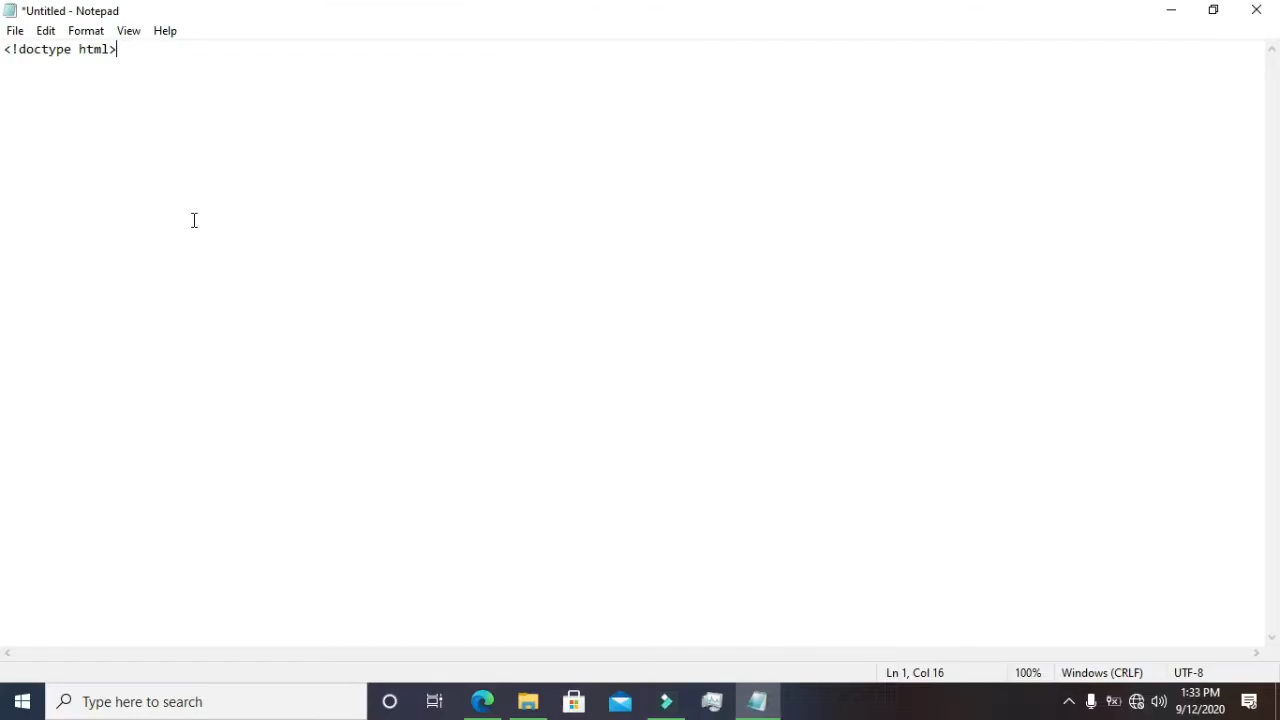 *Untitled - Notepad
File Edit Format View Help
<!doctype html>
Ln 1, Col 16 100% Windows (CRLF) UTF-8
Type here to search
1:33 PM
9/12/2020